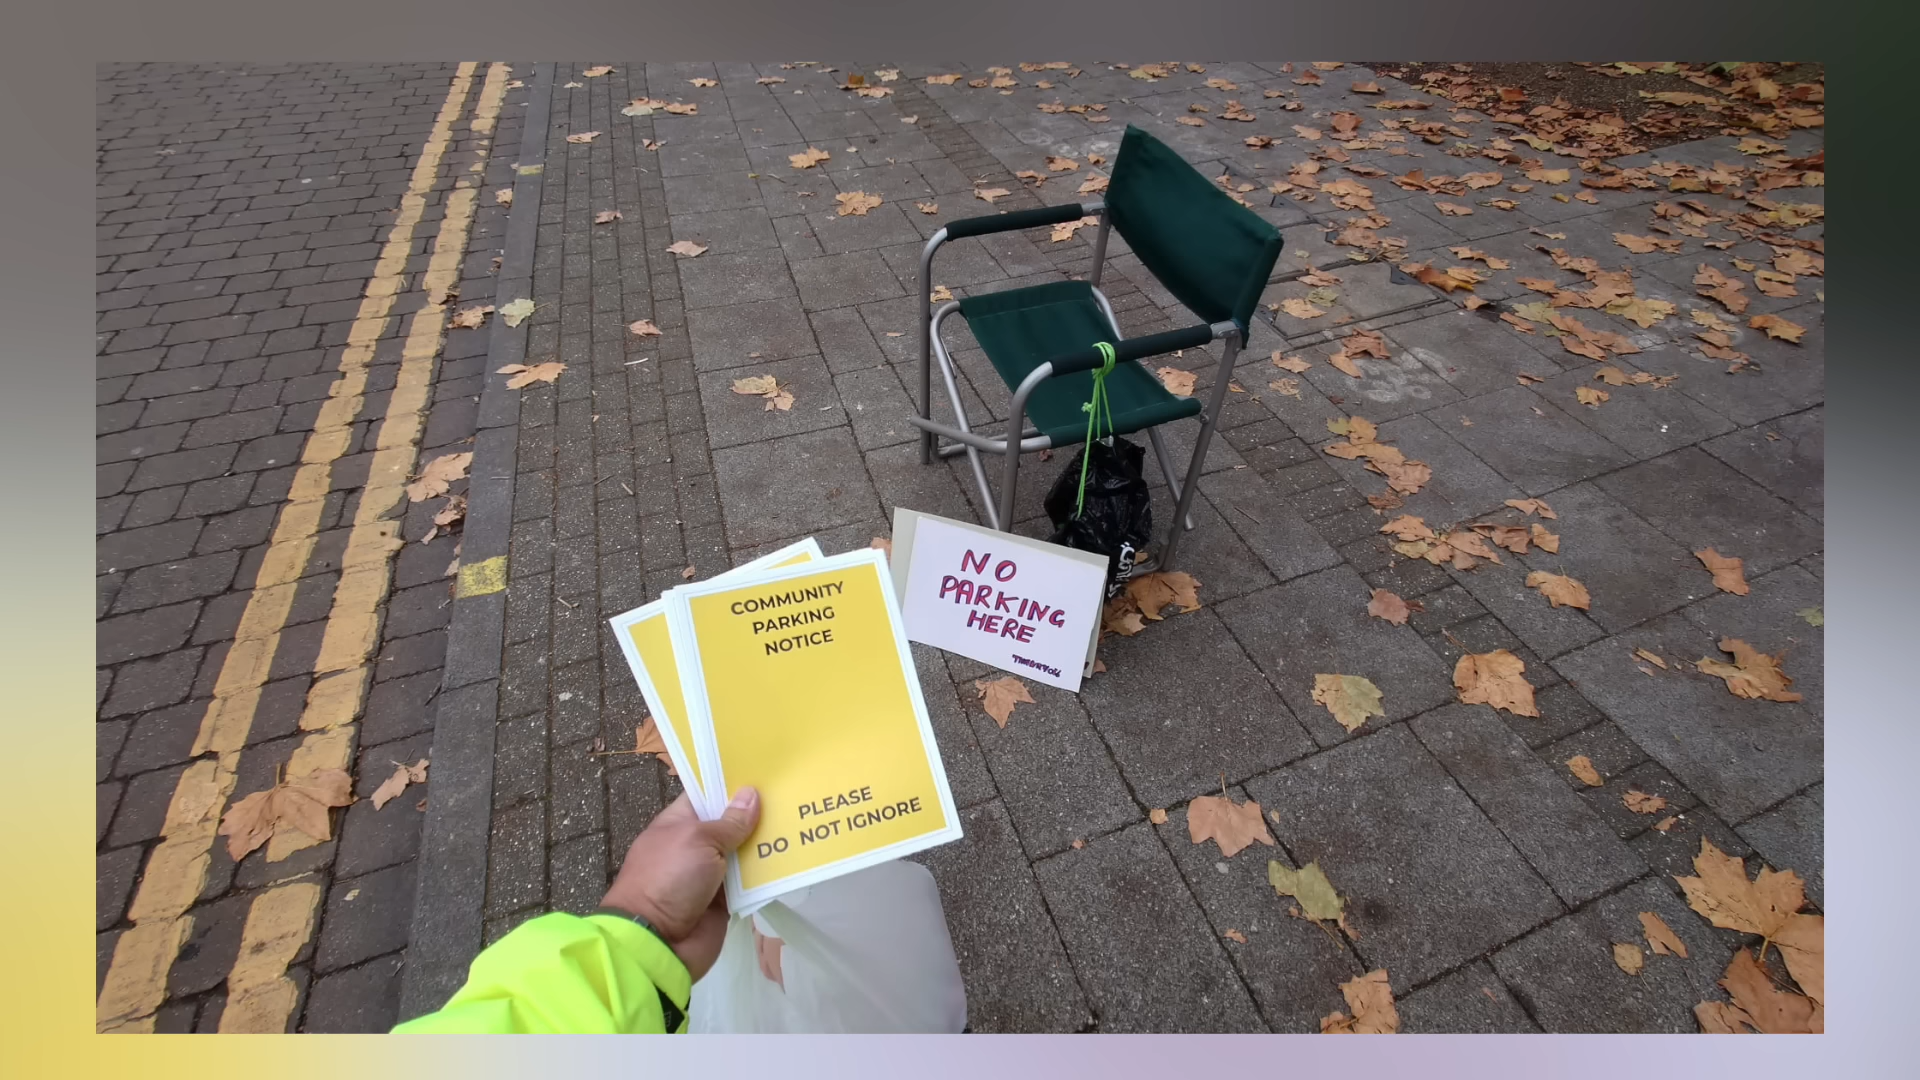 COMMUNITY
PARKING
NOTICE
PLEASE
DO NOT IGNORE
NO
PARKING
HERE